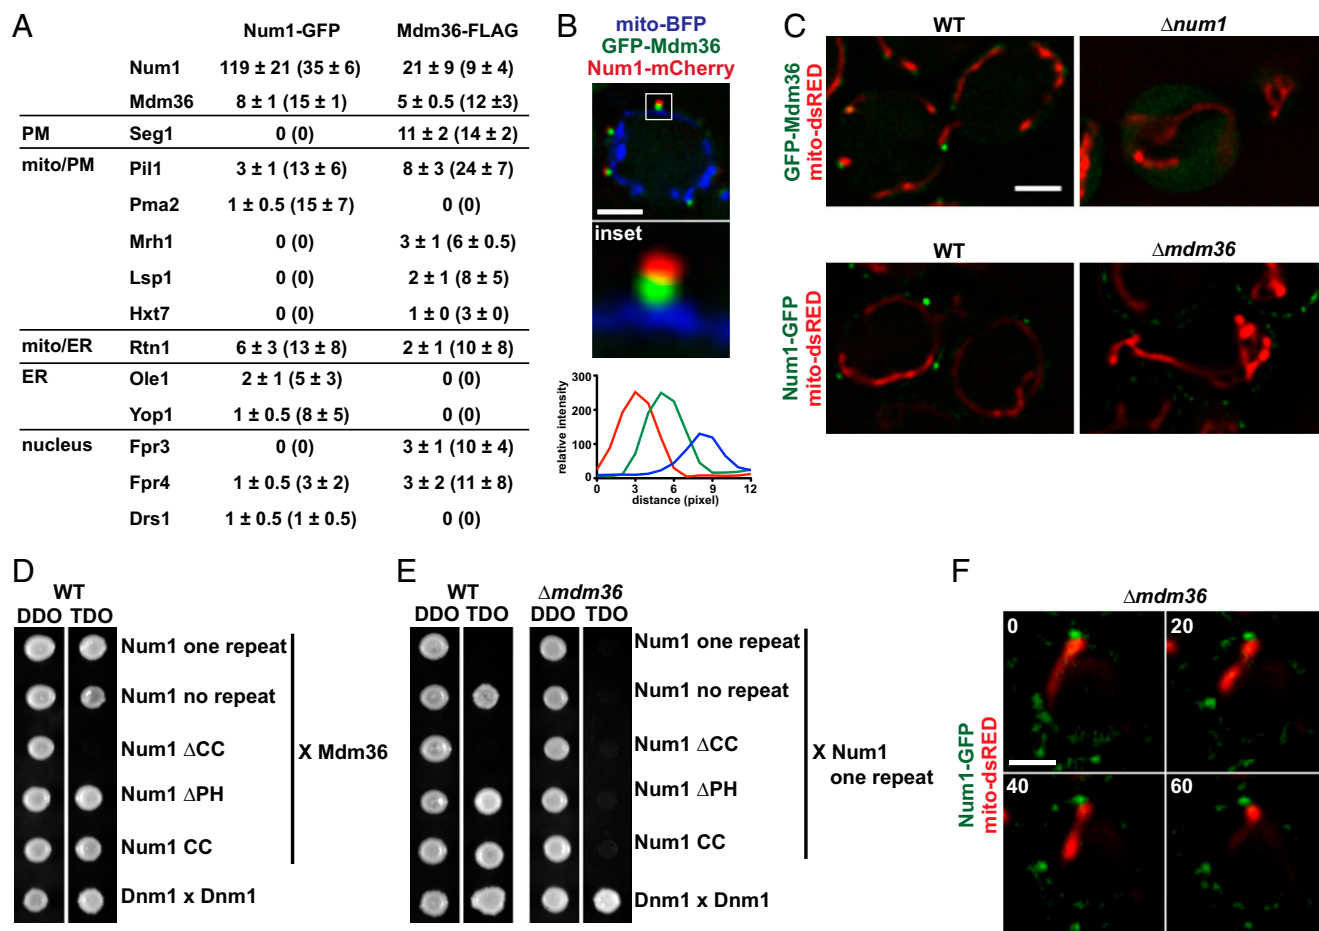 A
Num1-GFP Mdm36-FLAG
Num1 119 ± 21 (35 ± 6) 21 ± 9 (9 ± 4)
Mdm36 8 ± 1 (15 ± 1) 5 ± 0.5 (12 ±3)
PM Seg1 0 (0) 11 ± 2 (14 ± 2)
mito/PM Pil1 3 ± 1 (13 ± 6) 8 ± 3 (24 ± 7)
Pma2 1 ± 0.5 (15 ± 7) 0 (0)
Mrh1 0 (0) 3 ± 1 (6 ± 0.5)
Lsp1 0 (0) 2 ± 1 (8 ± 5)
Hxt7 0 (0) 1 ± 0 (3 ± 0)
mito/ER Rtn1 6 ± 3 (13 ± 8) 2 ± 1 (10 ± 8)
ER Ole1 2 ± 1 (5 ± 3) 0 (0)
Yop1 1 ± 0.5 (8 ± 5) 0 (0)
nucleus Fpr3 0 (0) 3 ± 1 (10 ± 4)
Fpr4 1 ± 0.5 (3 ± 2) 3 ± 2 (11 ± 8)
Drs1 1 ± 0.5 (1 ± 0.5) 0 (0)
B
mito-BFP
GFP-Mdm36
Num1-mCherry
inset
relative intensity
300
200
100
0
0 3 6 9 12
distance (pixel)
C
WT Δnum1
GFP-Mdm36
mito-dsRED
WT Δmdm36
Num1-GFP
mito-dsRED
D
WT
DDO TDO
Num1 one repeat
Num1 no repeat
Num1 ΔCC
Num1 ΔPH
Num1 CC
X Mdm36
Dnm1 x Dnm1
E
WT Δmdm36
DDO TDO DDO TDO
Num1 one repeat
Num1 no repeat
Num1 ΔCC
Num1 ΔPH
Num1 CC
X Num1
one repeat
Dnm1 x Dnm1
F
Δmdm36
Num1-GFP
mito-dsRED
0 20
40 60